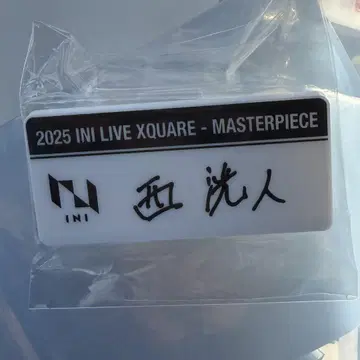 2025 INI LIVE XQUARE - MASTERPIECE
INI
西 洸人